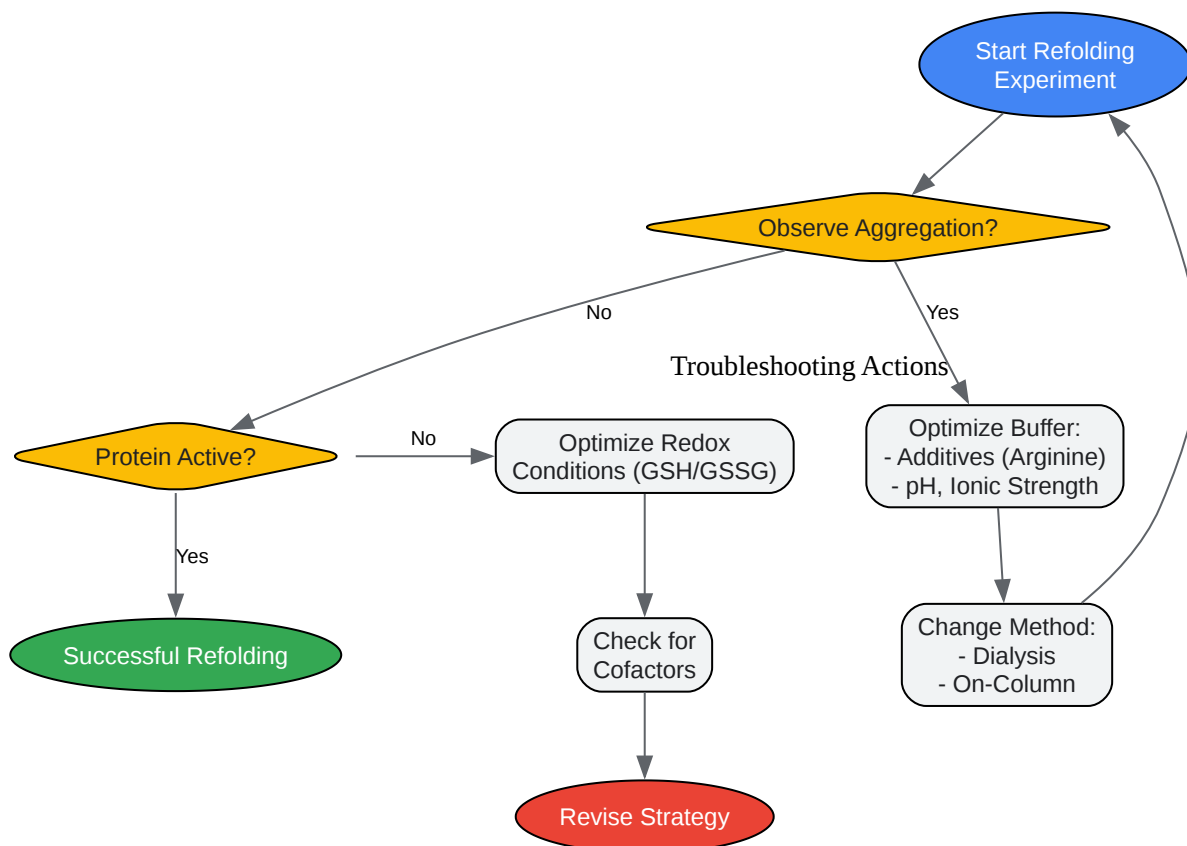 Start Refolding
Experiment
Observe Aggregation?
No
Yes
Troubleshooting Actions
Protein Active?
No
Optimize Redox
Conditions (GSH/GSSG)
Optimize Buffer:
- Additives (Arginine)
- pH, Ionic Strength
Yes
Successful Refolding
Check for
Cofactors
Change Method:
- Dialysis
- On-Column
Revise Strategy